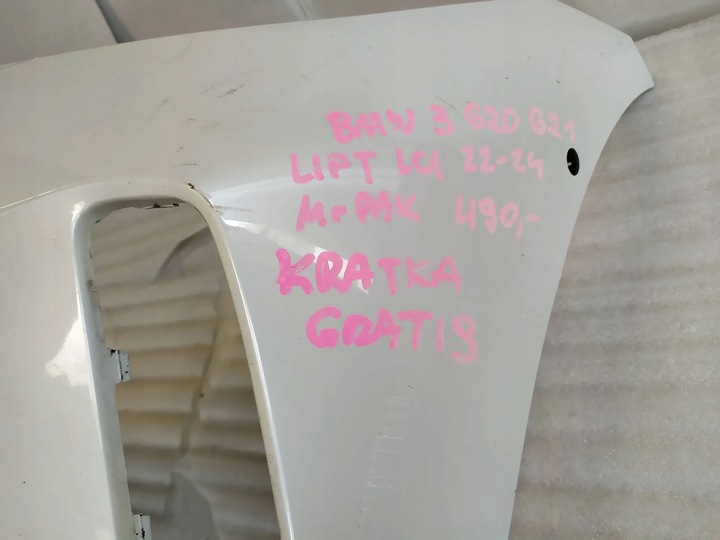 BMW 3 G20 G21
LIFT LCI 22-24
M-PAK 490,-
KRATKA
GRATIS